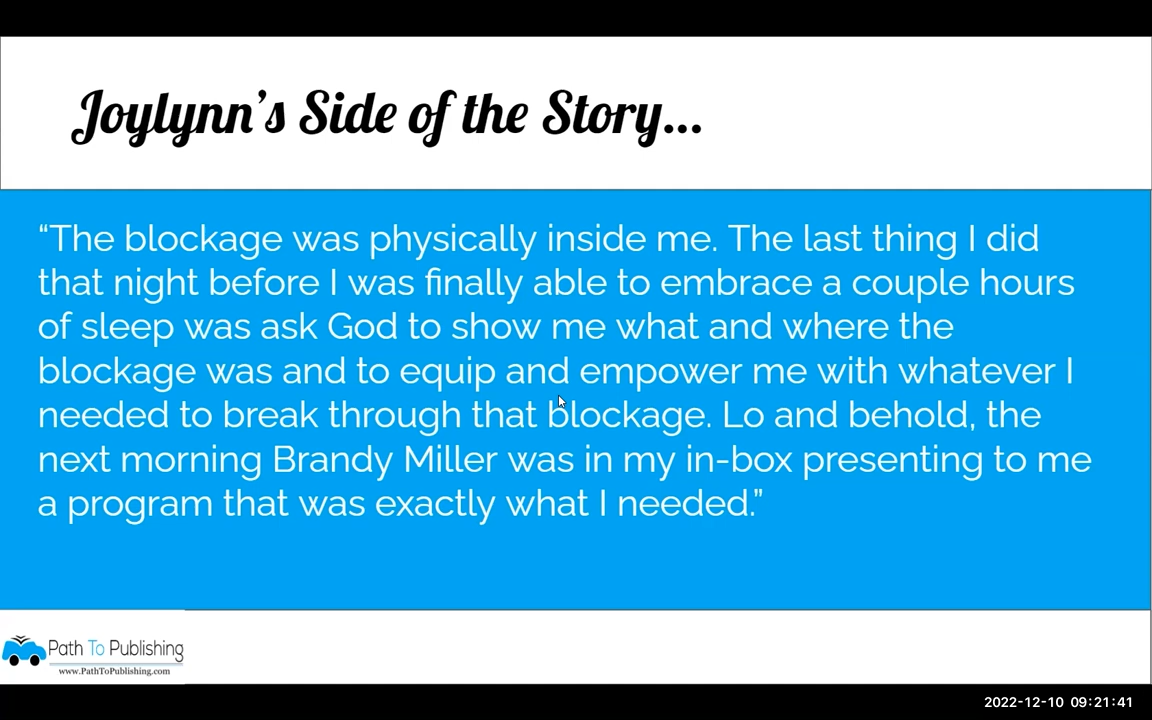 Joylynn’s Side of the Story...
“The blockage was physically inside me. The last thing I did
that night before I was finally able to embrace a couple hours
of sleep was ask God to show me what and where the
blockage was and to equip and empower me with whatever I
needed to break through that blockage. Lo and behold, the
next morning Brandy Miller was in my in-box presenting to me
a program that was exactly what I needed.”
Path To Publishing
www.PathToPublishing.com
2022-12-10 09:21:41